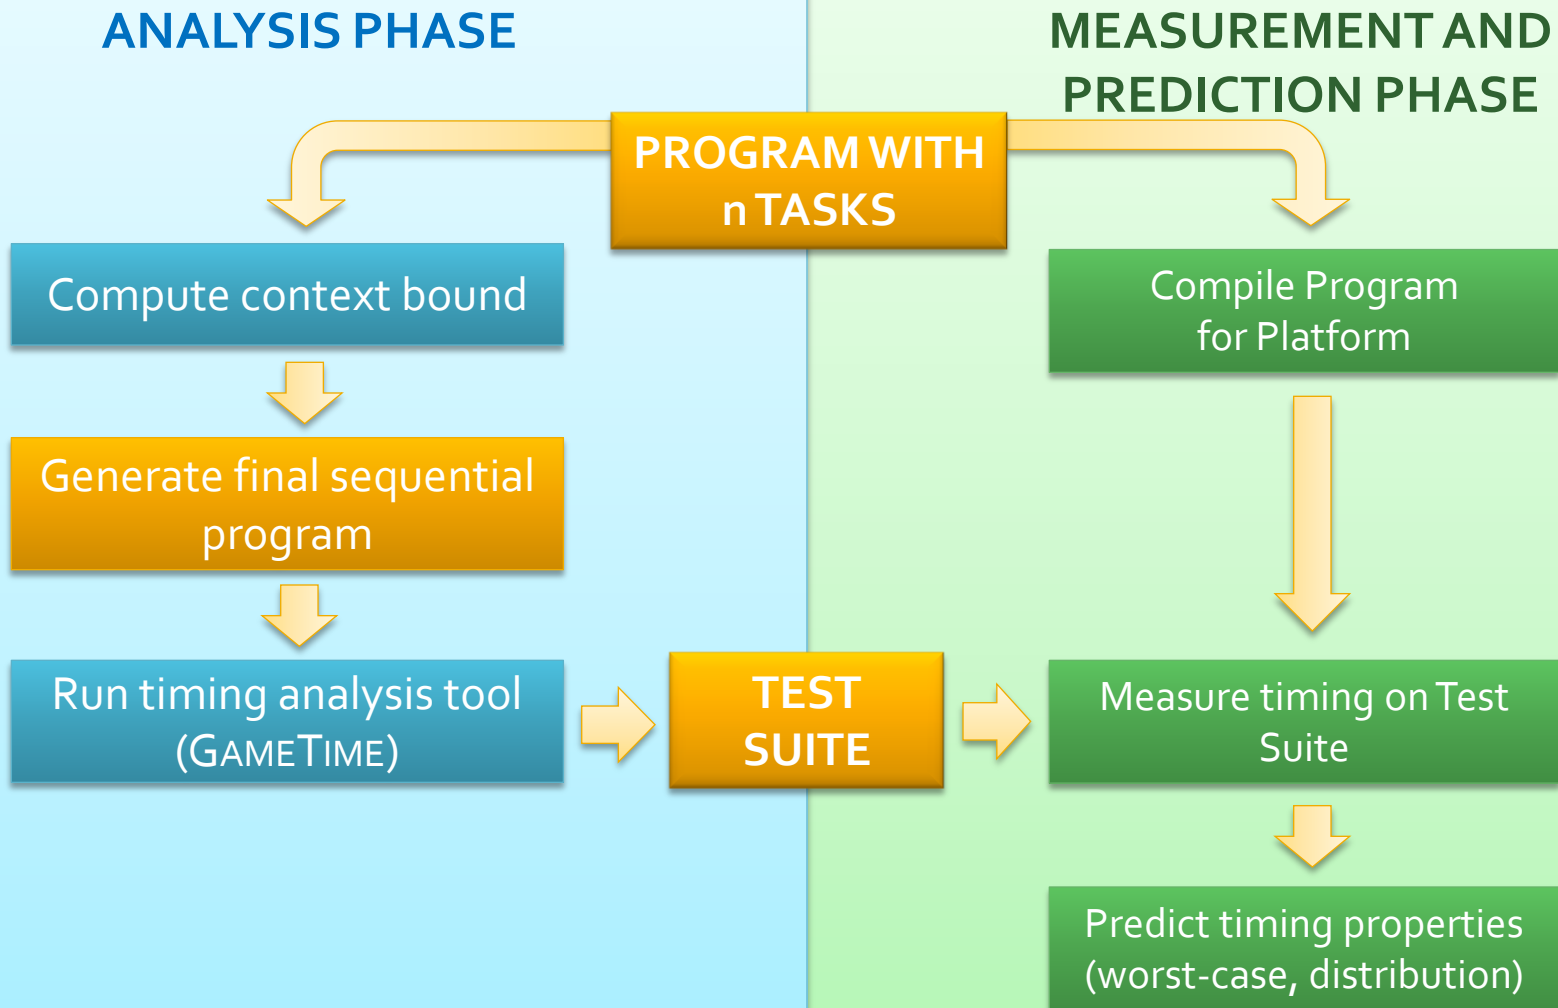 ANALYSIS PHASE
MEASUREMENT AND
PREDICTION PHASE
PROGRAM WITH
n TASKS
Compute context bound
Compile Program
for Platform
Generate final sequential
program
Run timing analysis tool
(GAMETIME)
TEST
SUITE
Measure timing on Test
Suite
Predict timing properties
(worst-case, distribution)